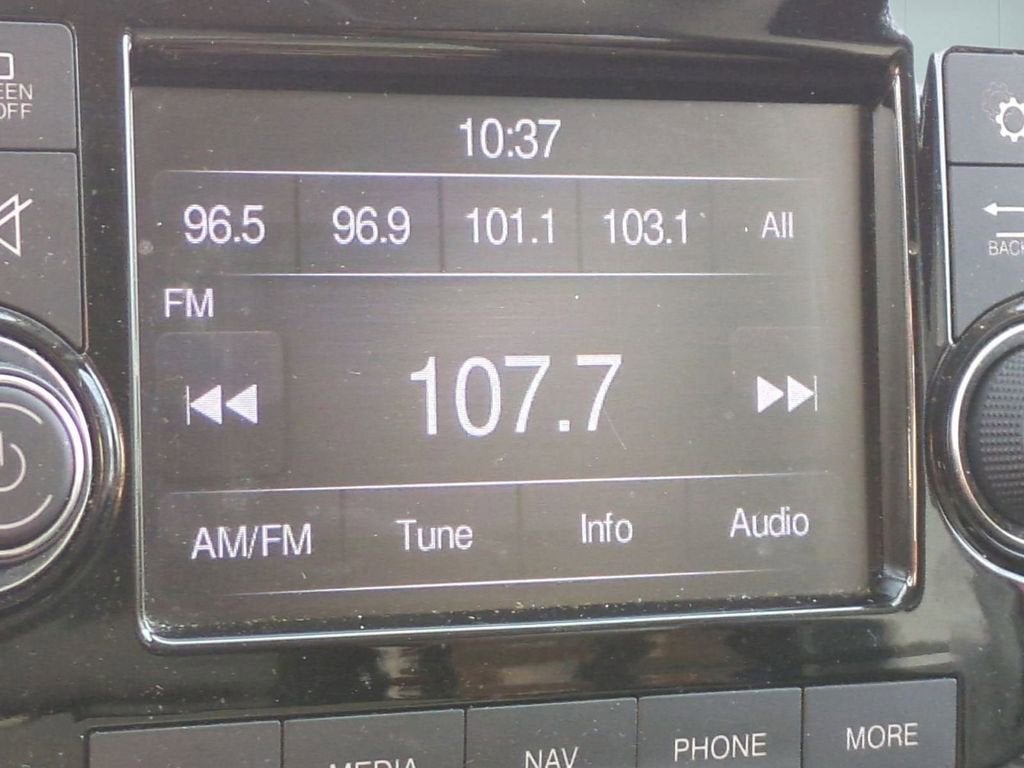 EEN
OFF
10:37
96.5 96.9 101.1 103.1 All
FM
107.7
AM/FM Tune Info Audio
BACK
MEDIA NAV PHONE MORE